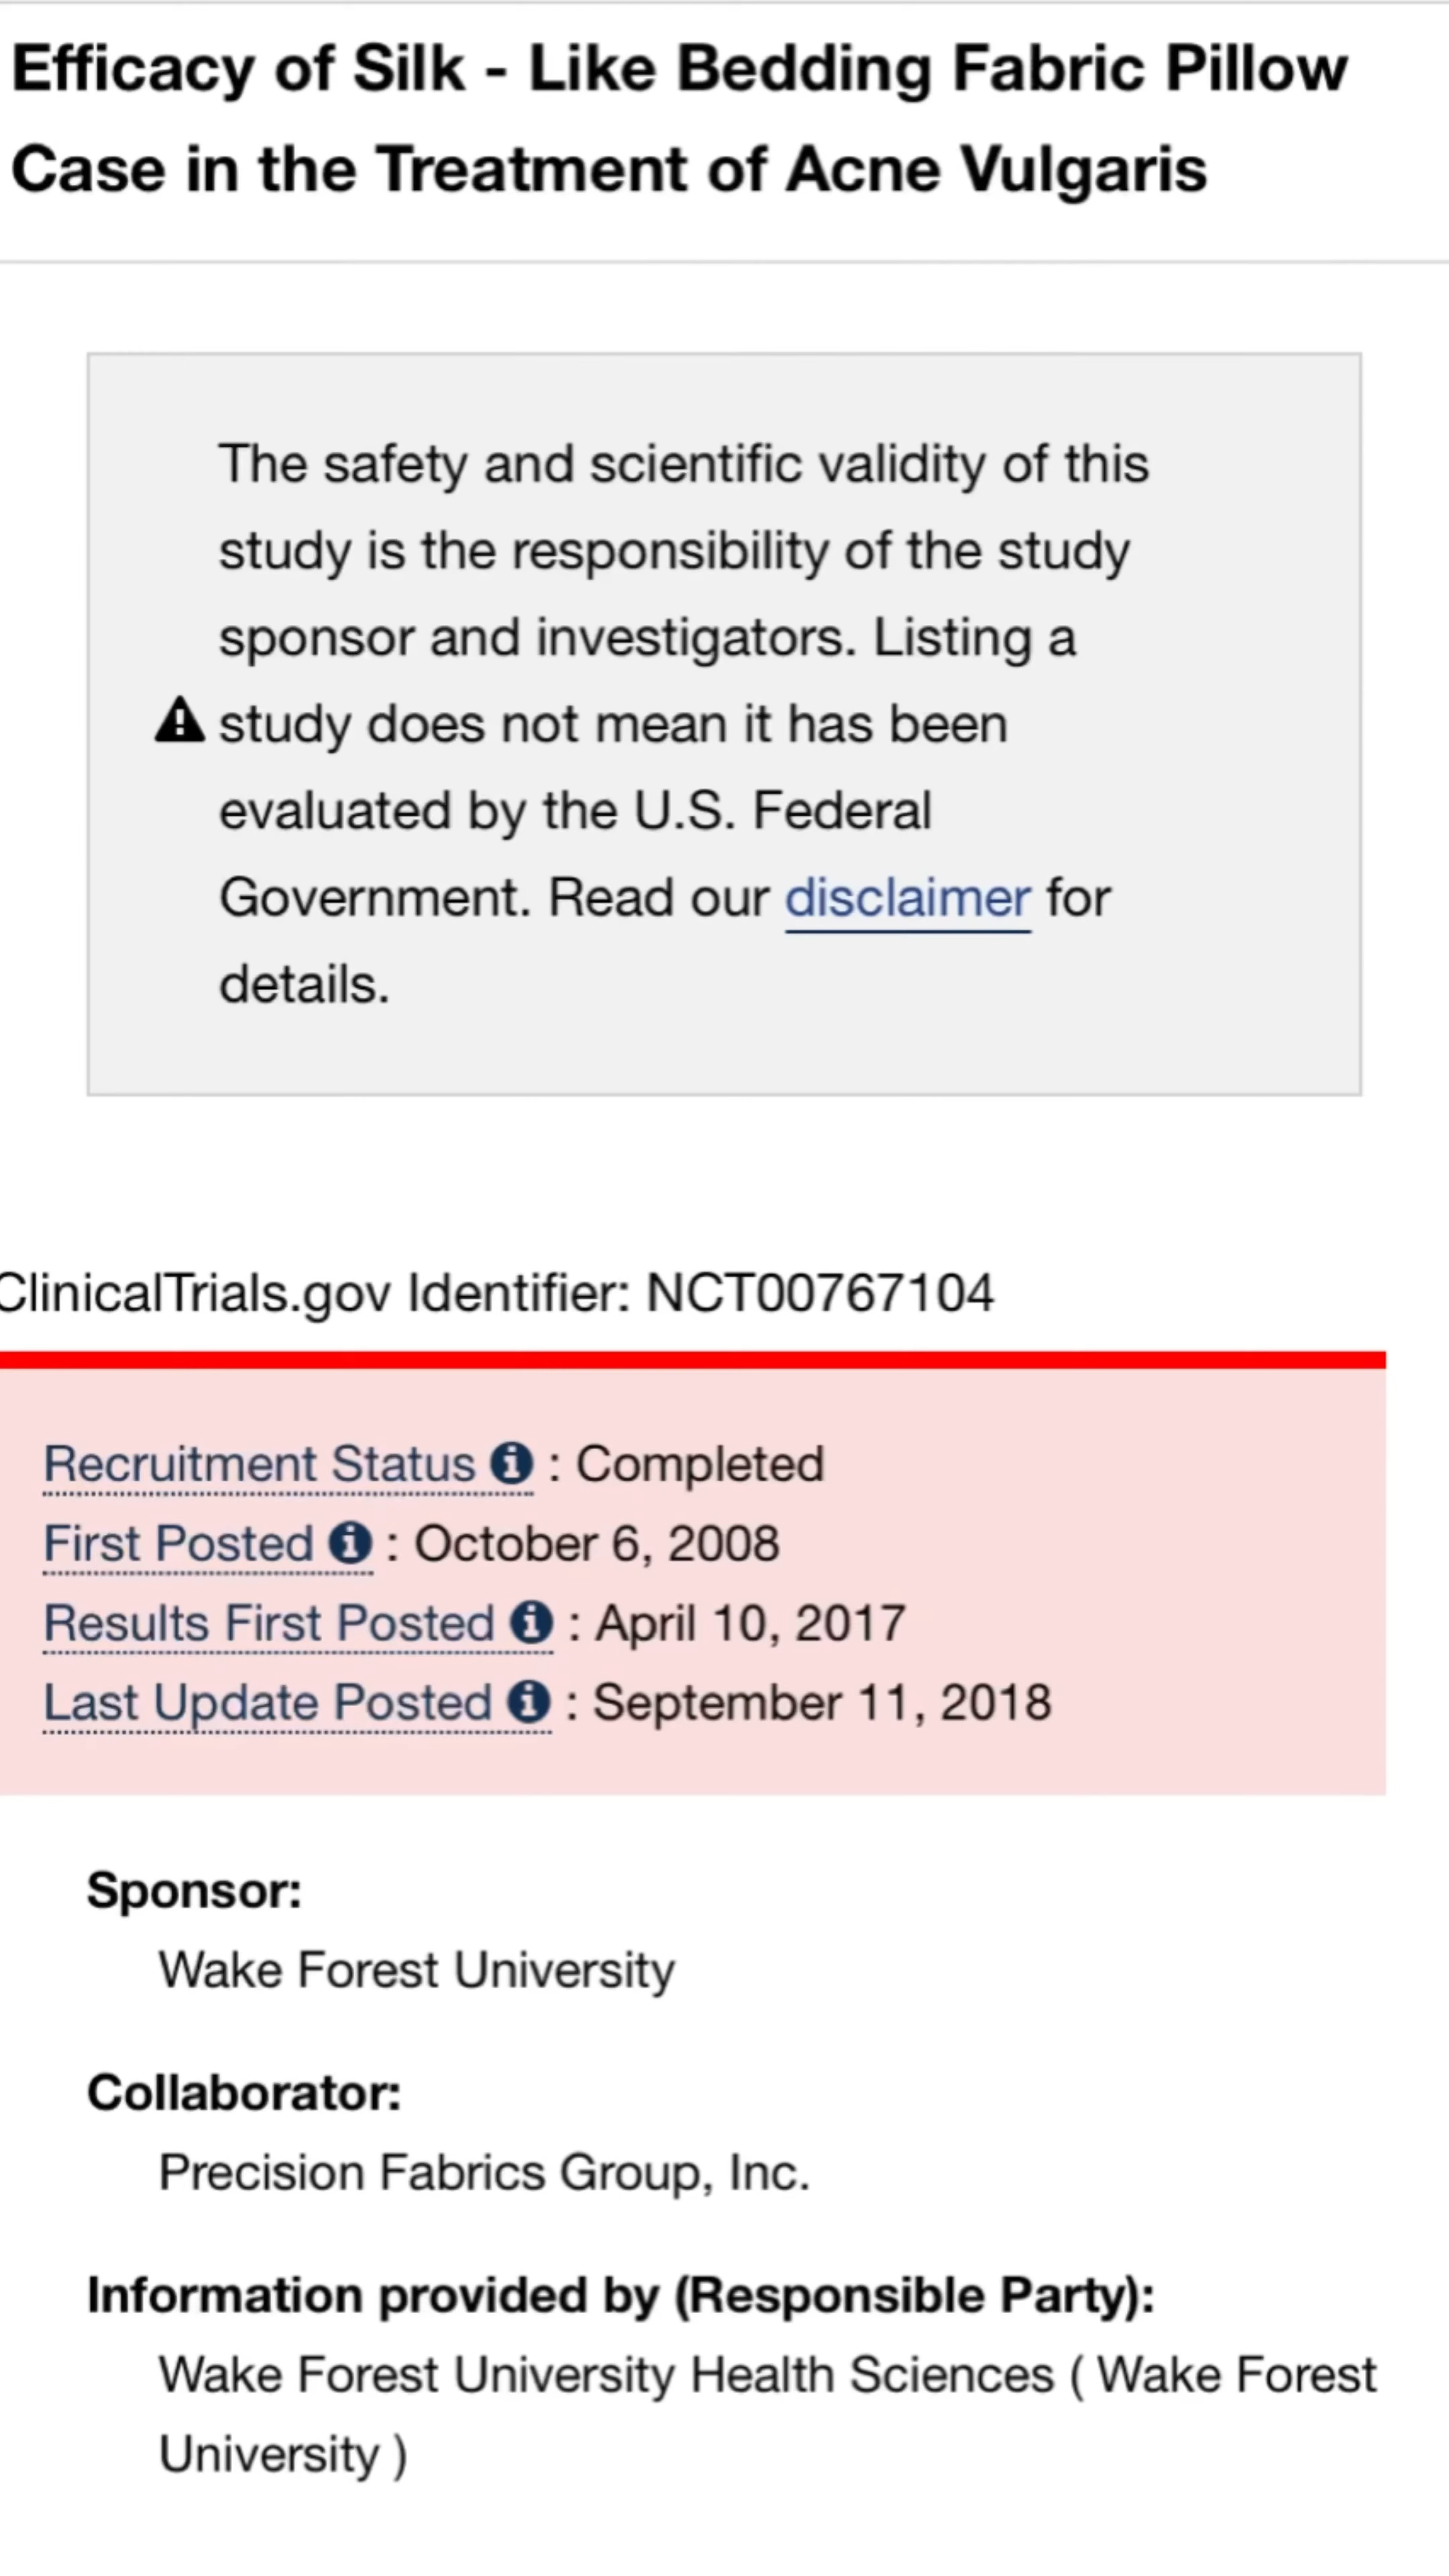 Efficacy of Silk - Like Bedding Fabric Pillow
Case in the Treatment of Acne Vulgaris
The safety and scientific validity of this
study is the responsibility of the study
sponsor and investigators. Listing a
study does not mean it has been
evaluated by the U.S. Federal
Government. Read our disclaimer for
details.
ClinicalTrials.gov Identifier: NCT00767104
Recruitment Status : Completed
First Posted : October 6, 2008
Results First Posted : April 10, 2017
Last Update Posted : September 11, 2018
Sponsor:
Wake Forest University
Collaborator:
Precision Fabrics Group, Inc.
Information provided by (Responsible Party):
Wake Forest University Health Sciences ( Wake Forest
University )